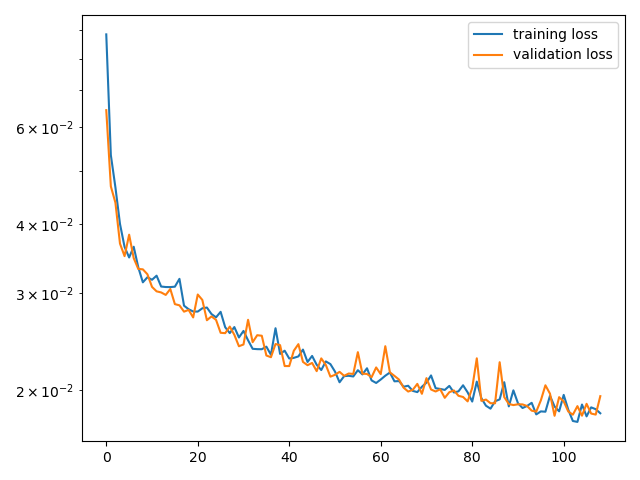 training loss
validation loss
6 × 10⁻²
4 × 10⁻²
3 × 10⁻²
2 × 10⁻²
0 20 40 60 80 100